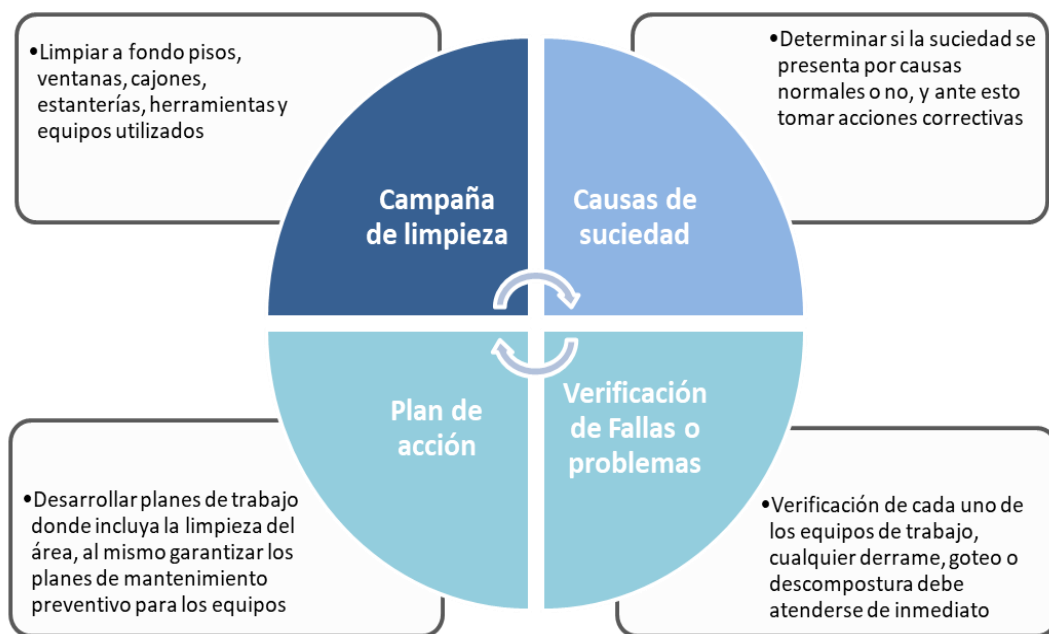 •Limpiar a fondo pisos,
ventanas, cajones,
estanterías, herramientas y
equipos utilizados
•Determinar si la suciedad se
presenta por causas
normales o no, y ante esto
tomar acciones correctivas
Campaña
de limpieza
Causas de
suciedad
Plan de
acción
Verificación
de Fallas o
problemas
•Desarrollar planes de trabajo
donde incluya la limpieza del
área, al mismo garantizar los
planes de mantenimiento
preventivo para los equipos
•Verificación de cada uno de
los equipos de trabajo,
cualquier derrame, goteo o
descompostura debe
atenderse de inmediato